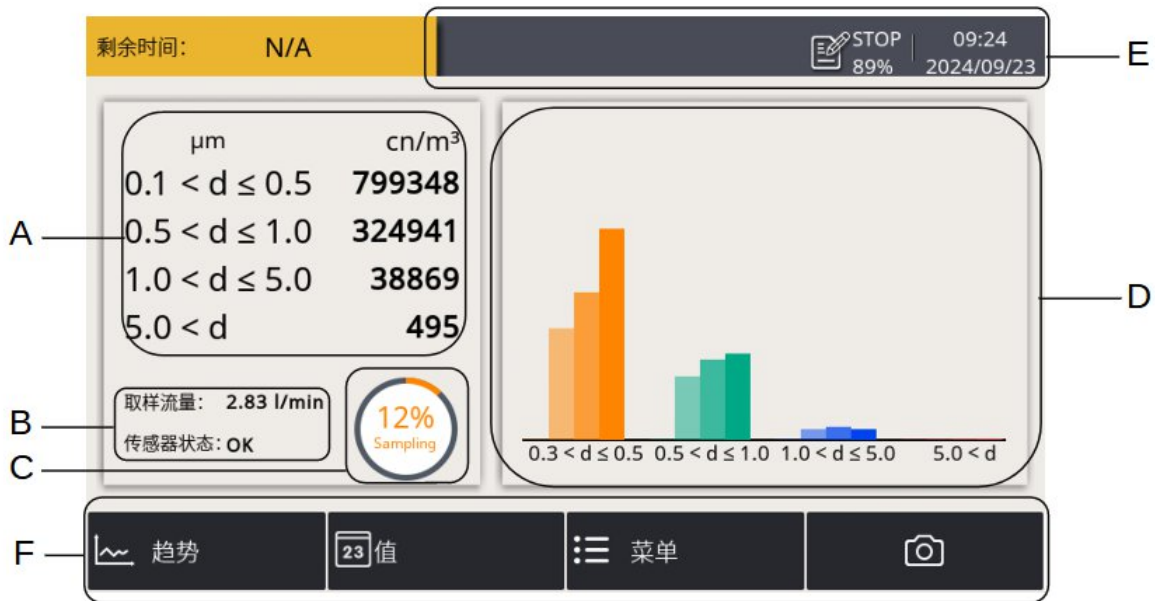 剩余时间： N/A
STOP 09:24
89% 2024/09/23
E
μm cn/m³
0.1 < d ≤ 0.5 799348
0.5 < d ≤ 1.0 324941
1.0 < d ≤ 5.0 38869
5.0 < d 495
A
取样流量： 2.83 l/min
传感器状态：OK
B
12%
Sampling
C
0.3 < d ≤ 0.5 0.5 < d ≤ 1.0 1.0 < d ≤ 5.0 5.0 < d
D
F
趋势 23 值 菜单